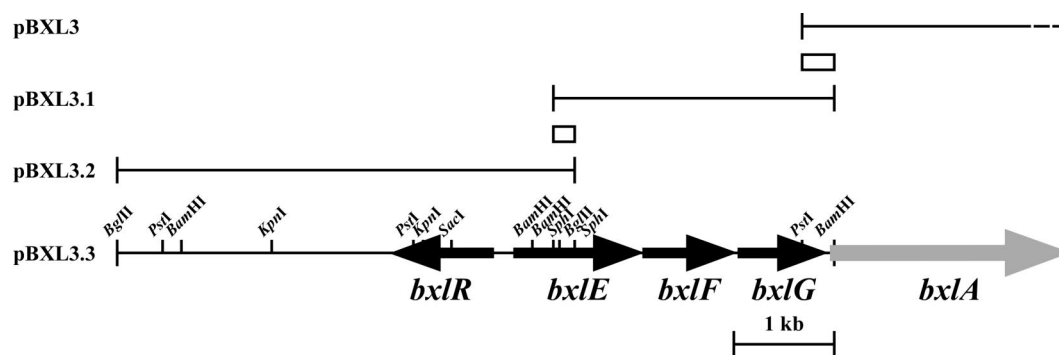 pBXL3
pBXL3.1
pBXL3.2
BglII PstI BamHI KpnI PstI KpnI SacI BamHI BamHI SphI BglII SphI PstI BamHI
pBXL3.3
bxlR bxlE bxlF bxlG bxlA
1 kb